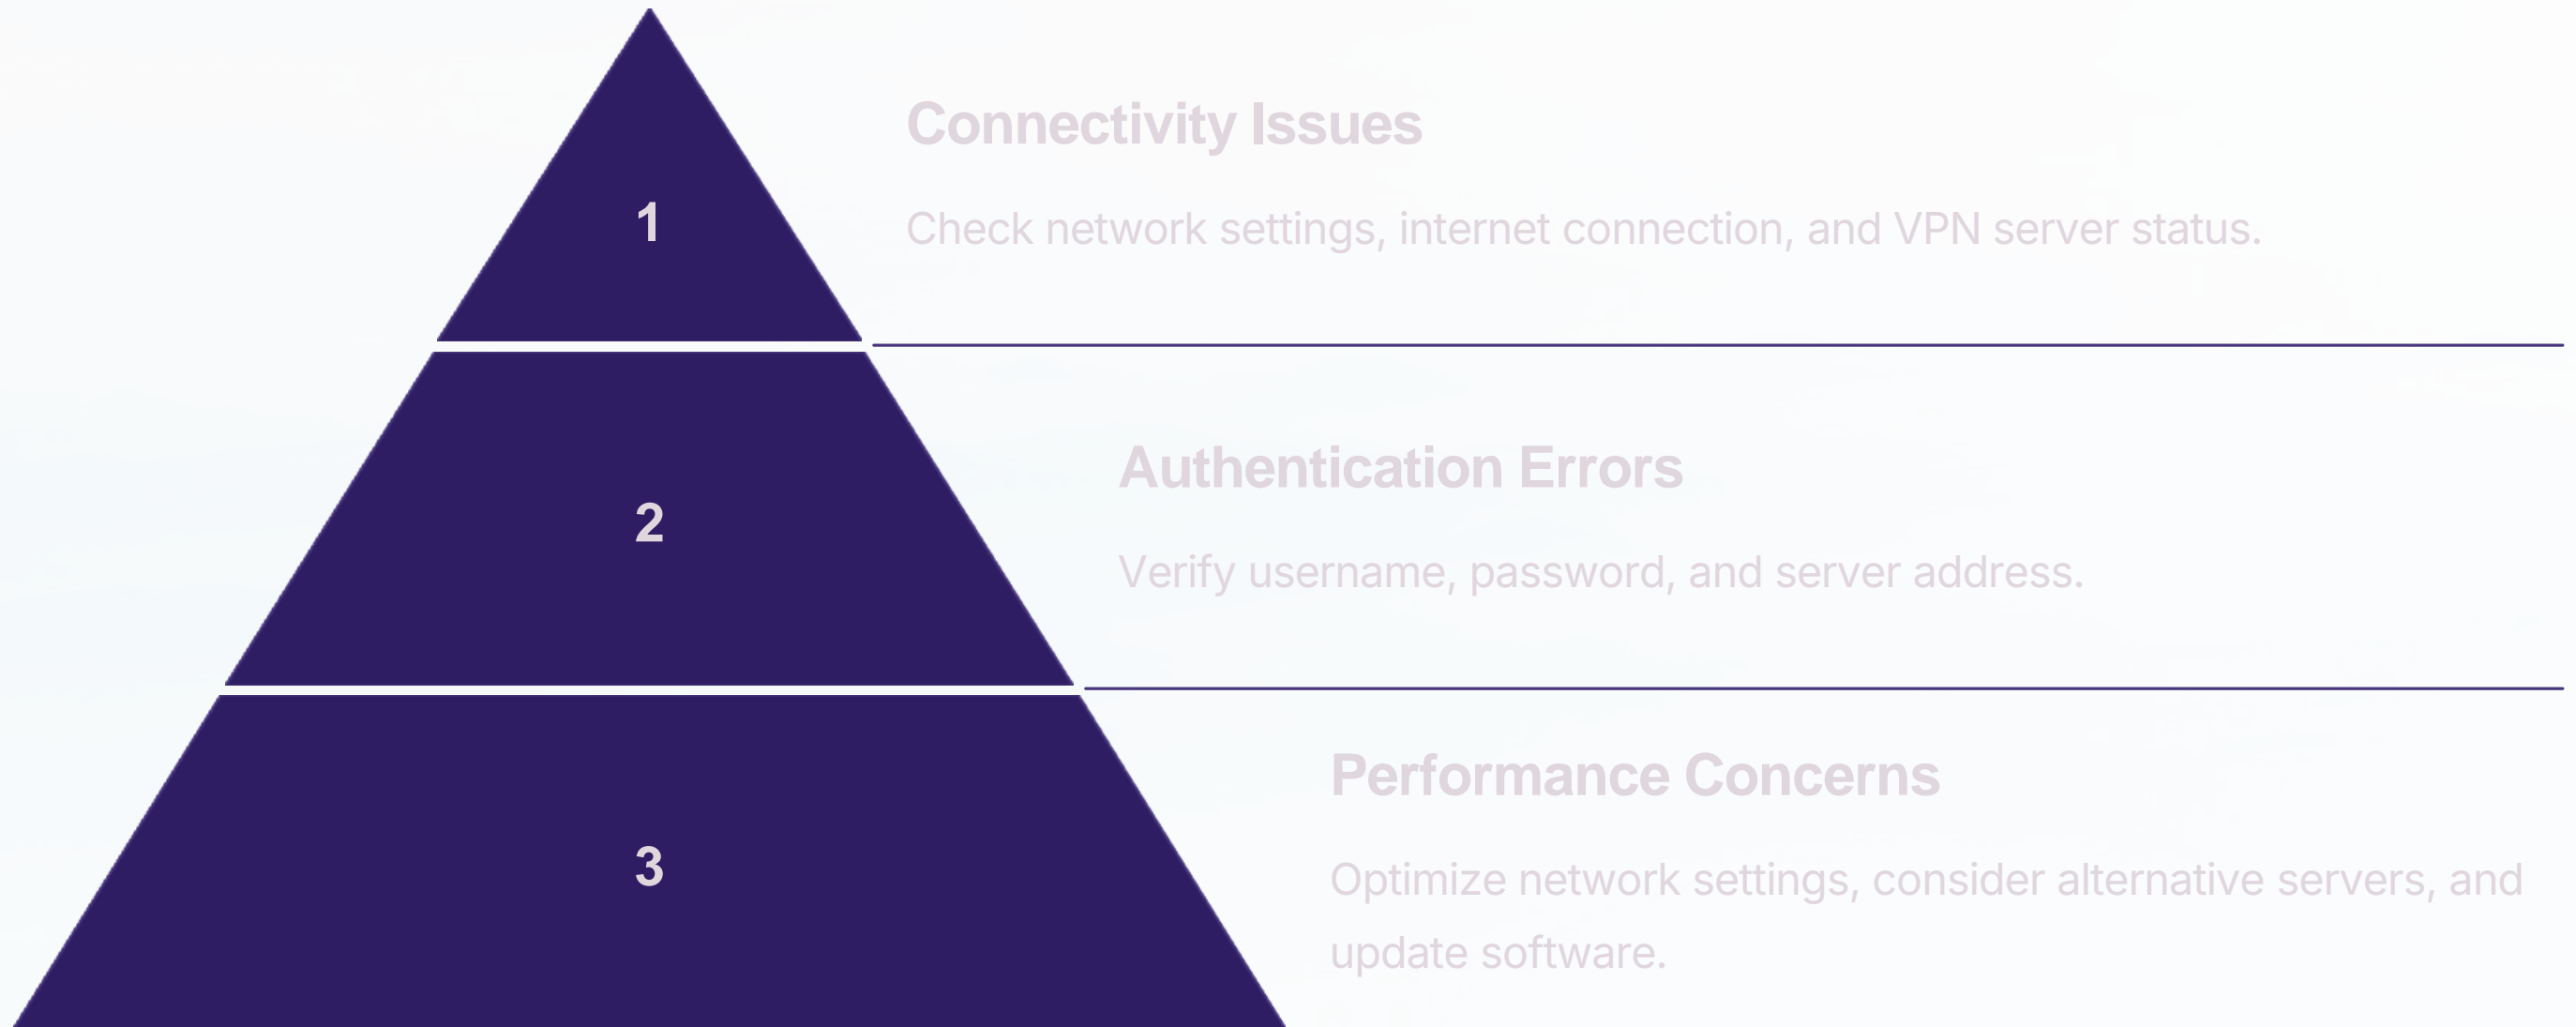 1
Connectivity Issues
Check network settings, internet connection, and VPN server status.
2
Authentication Errors
Verify username, password, and server address.
3
Performance Concerns
Optimize network settings, consider alternative servers, and
update software.